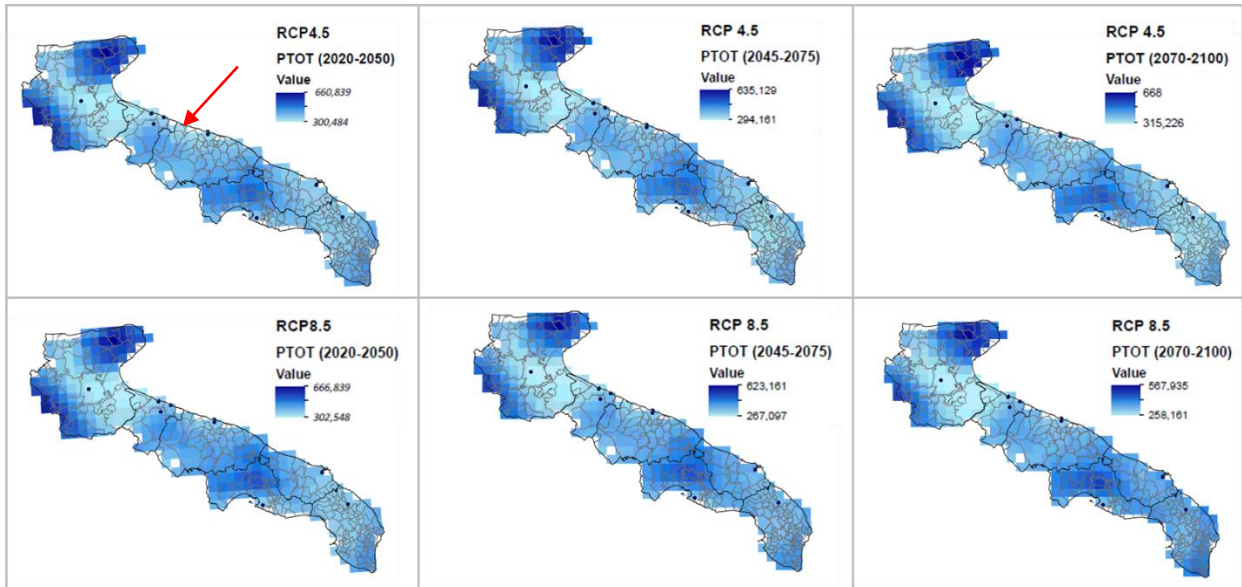 RCP4.5
PTOT (2020-2050)
Value
660,839
300,484
RCP 4.5
PTOT (2045-2075)
Value
635,129
294,161
RCP 4.5
PTOT (2070-2100)
Value
668
315,226
RCP8.5
PTOT (2020-2050)
Value
666,839
302,548
RCP 8.5
PTOT (2045-2075)
Value
623,161
267,097
RCP 8.5
PTOT (2070-2100)
Value
567,935
258,161